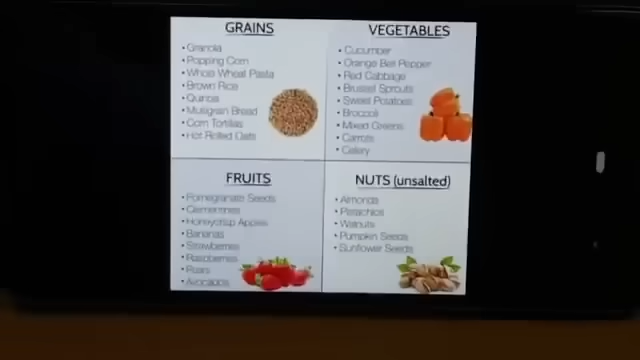 GRAINS
• Granola
• Popping Corn
• Whole Wheat Pasta
• Brown Rice
• Quinoa
• Multigrain Bread
• Corn Tortillas
• Hot Rolled Oats
VEGETABLES
• Cucumber
• Orange Bell Pepper
• Red Cabbage
• Brussel Sprouts
• Sweet Potatoes
• Broccoli
• Mixed Greens
• Carrots
• Celery
FRUITS
• Pomegranate Seeds
• Clementines
• Honeycrisp Apples
• Bananas
• Strawberries
• Raspberries
• Pears
• Avocados
NUTS (unsalted)
• Almonds
• Pistachios
• Walnuts
• Pumpkin Seeds
• Sunflower Seeds